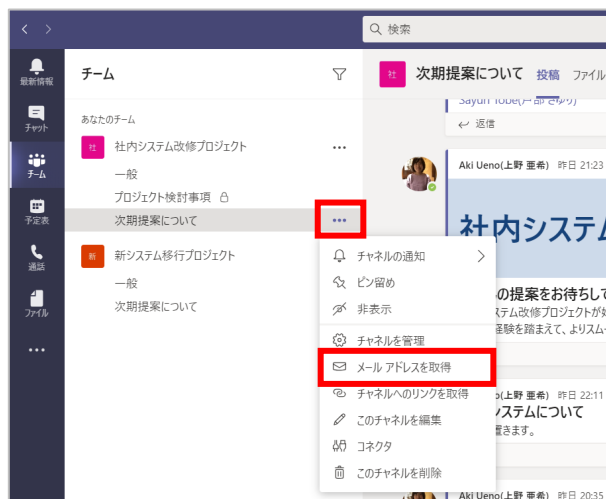 検索
最新情報
チャット
チーム
予定表
通話
ファイル
チーム
あなたのチーム
社 社内システム改修プロジェクト
一般
プロジェクト検討事項
次期提案について
新 新システム移行プロジェクト
一般
次期提案について
チャネルの通知
ピン留め
非表示
チャネルを管理
メール アドレスを取得
チャネルへのリンクを取得
このチャネルを編集
コネクタ
このチャネルを削除
社 次期提案について 投稿 ファイル
返信
Aki Ueno(上野 亜希) 昨日 21:23
社内システム
の提案をお待ちして
ステム改修プロジェクトが
経験を踏まえて、よりスム
o(上野 亜希) 昨日 22:11
システムについて
置きます。
Aki Ueno(上野 亜希) 昨日 20:35